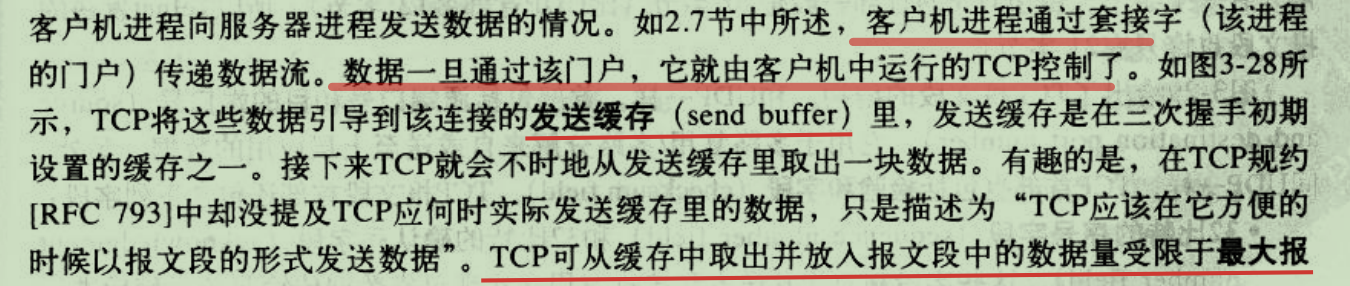 客户机进程向服务器进程发送数据的情况。如2.7节中所述，客户机进程通过套接字（该进程
的门户）传递数据流。数据一旦通过该门户，它就由客户机中运行的TCP控制了。如图3-28所
示，TCP将这些数据引导到该连接的发送缓存（send buffer）里，发送缓存是在三次握手初期
设置的缓存之一。接下来TCP就会不时地从发送缓存里取出一块数据。有趣的是，在TCP规约
[RFC 793]中却没提及TCP应何时实际发送缓存里的数据，只是描述为“TCP应该在它方便的
时候以报文段的形式发送数据”。TCP可从缓存中取出并放入报文段中的数据量受限于最大报